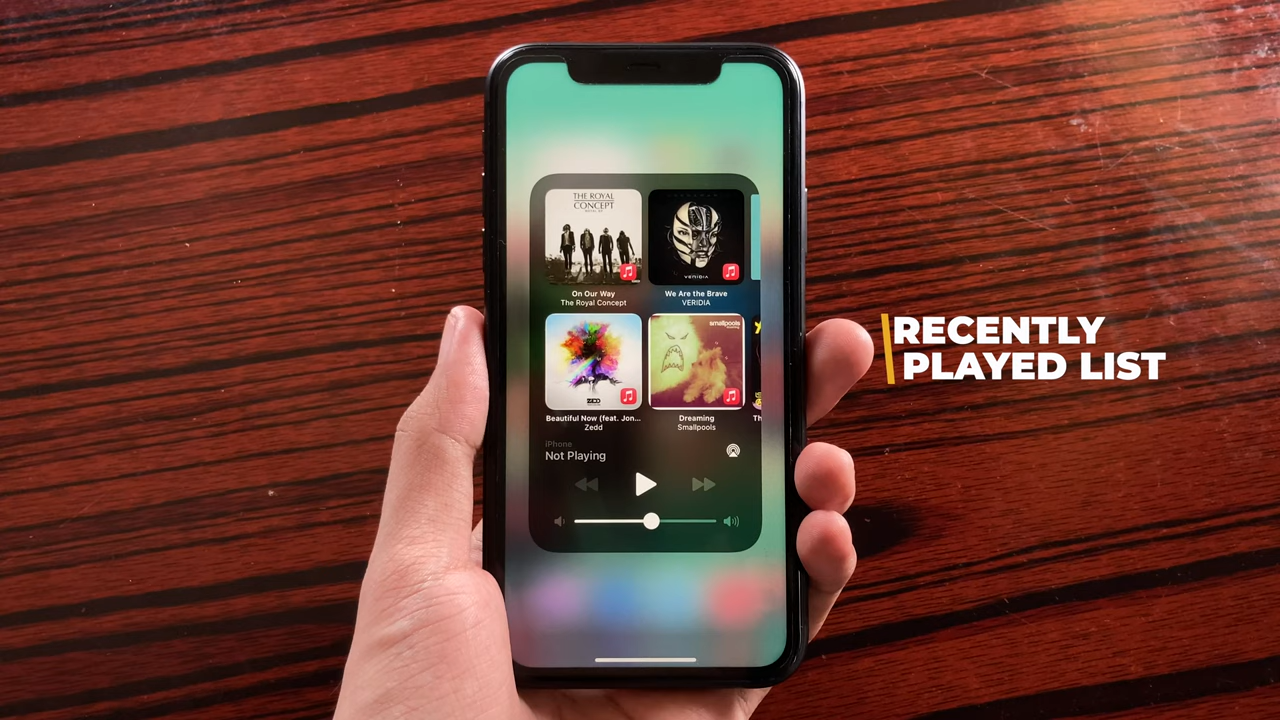 THE ROYAL
CONCEPT
VERIDIA
On Our Way
The Royal Concept
We Are the Brave
VERIDIA
smallpools
ZEDD
Beautiful Now (feat. Jon...
Zedd
Dreaming
Smallpools
Th
iPhone
Not Playing
RECENTLY
PLAYED LIST